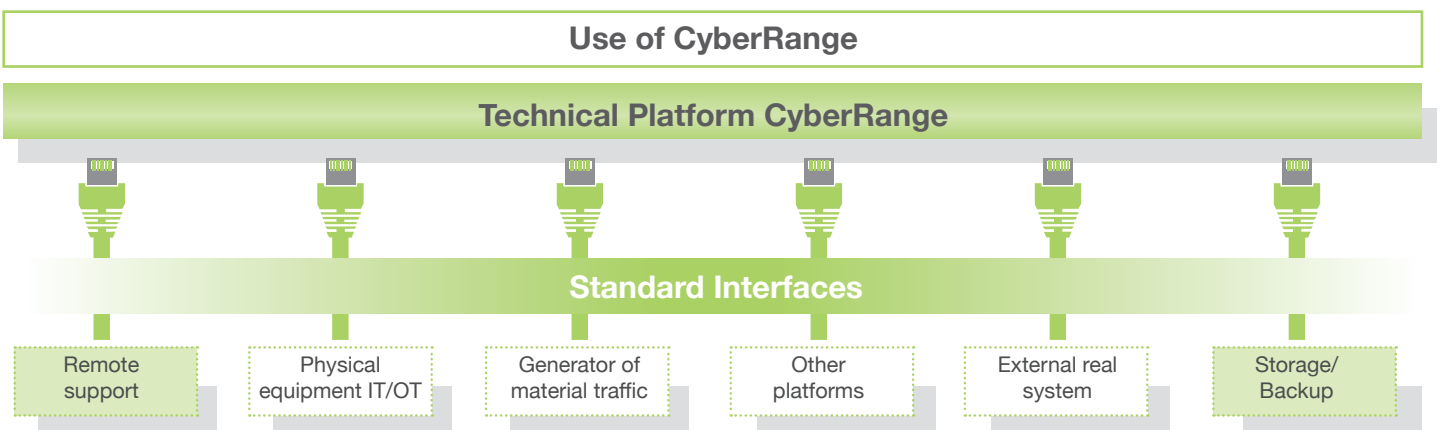 Use of CyberRange
Technical Platform CyberRange
Standard Interfaces
Remote
support
Physical
equipment IT/OT
Generator of
material traffic
Other
platforms
External real
system
Storage/
Backup